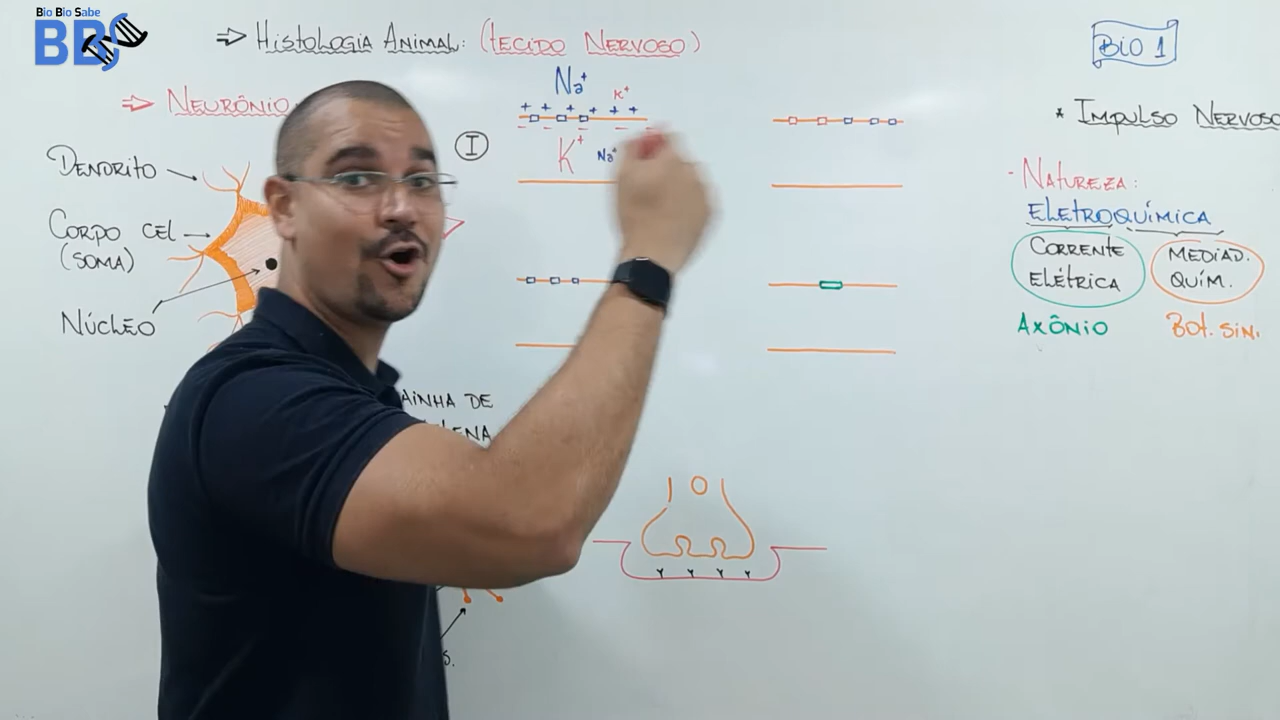 Bio Bio Sabe
BBS
⇒ HISTOLOGIA ANIMAL: (TECIDO NERVOSO)
BIO 1
⇒ NEURÔNIO
Na+
K+
+ + + + + +
K+
Na+
I
* IMPULSO NERVOSO
DENDRITO
CORPO CEL
(SOMA)
NÚCLEO
- NATUREZA:
ELETROQUÍMICA
CORRENTE
ELÉTRICA
MEDIAD.
QUÍM.
AXÔNIO
BOT. SIN.
AINHA DE